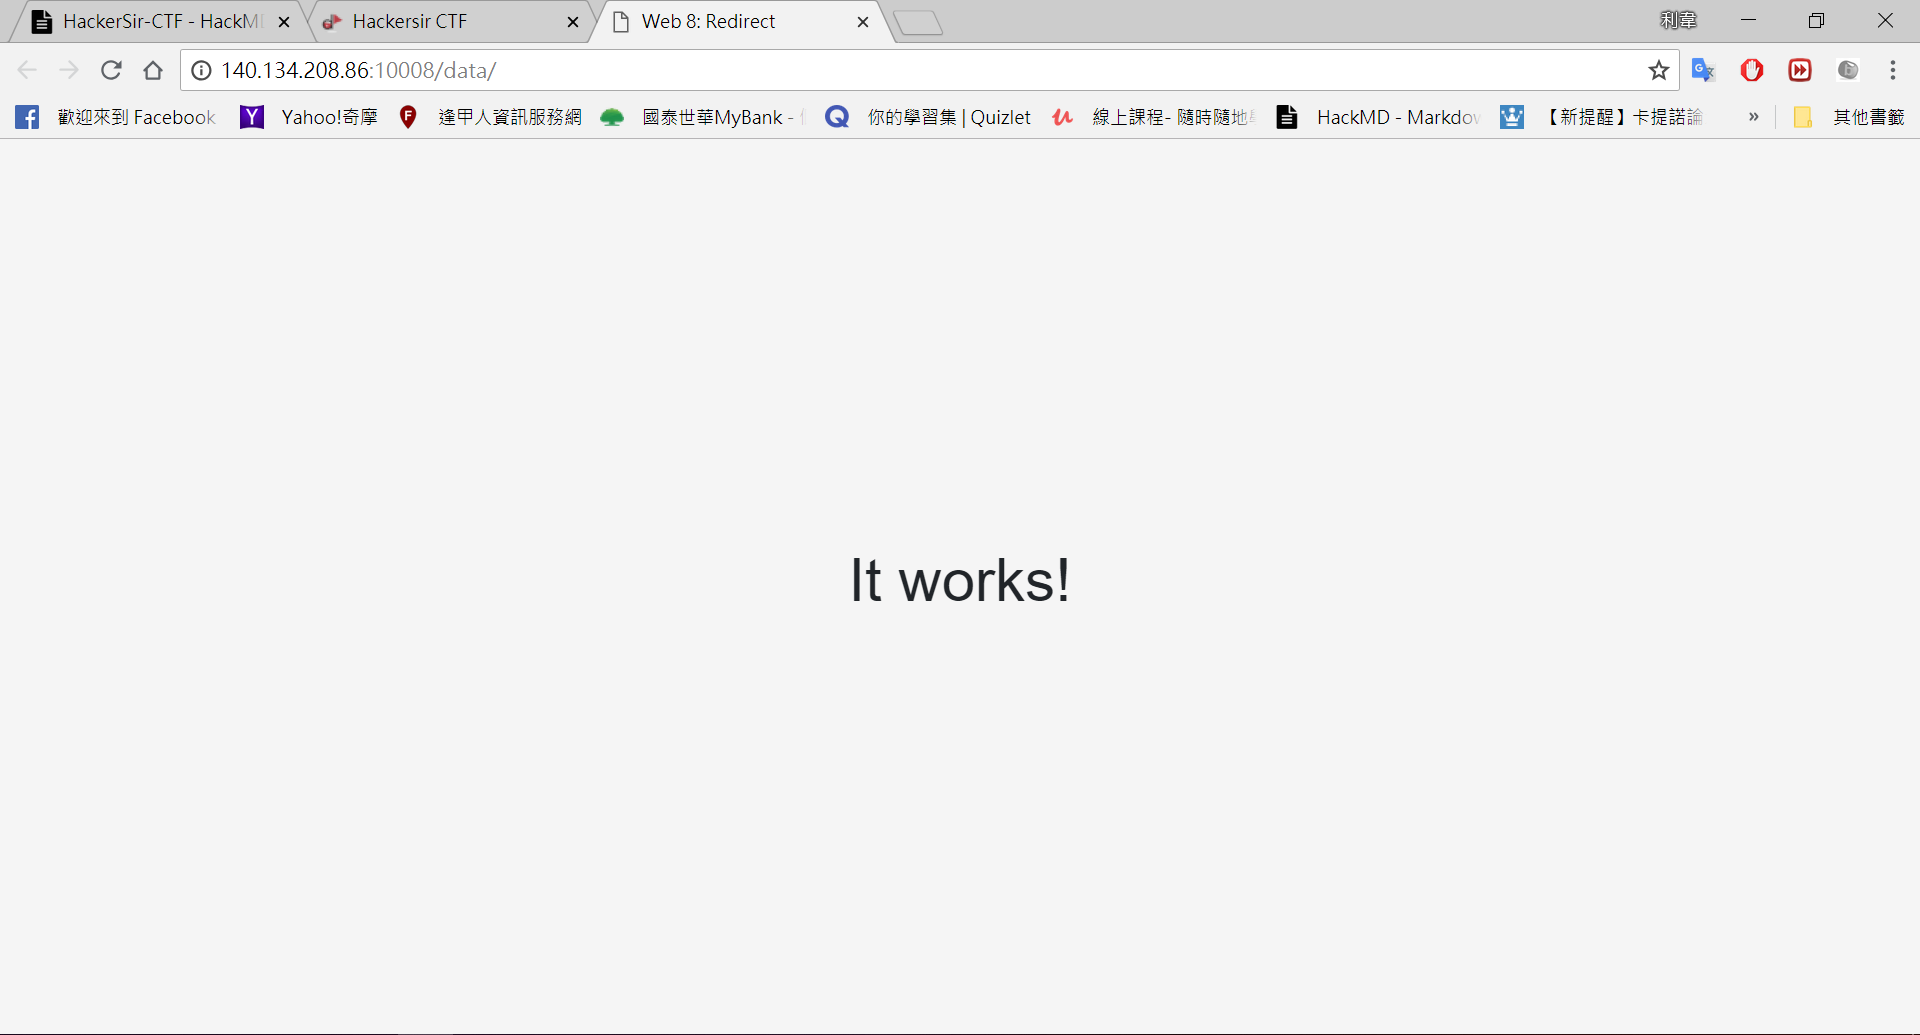 HackerSir-CTF - HackM
Hackersir CTF
Web 8: Redirect
利韋
140.134.208.86:10008/data/
歡迎來到 Facebook
Yahoo!奇摩
逢甲人資訊服務網
國泰世華MyBank -
你的學習集 | Quizlet
線上課程- 隨時隨地
HackMD - Markdow
【新提醒】卡提諾論
»
其他書籤
It works!